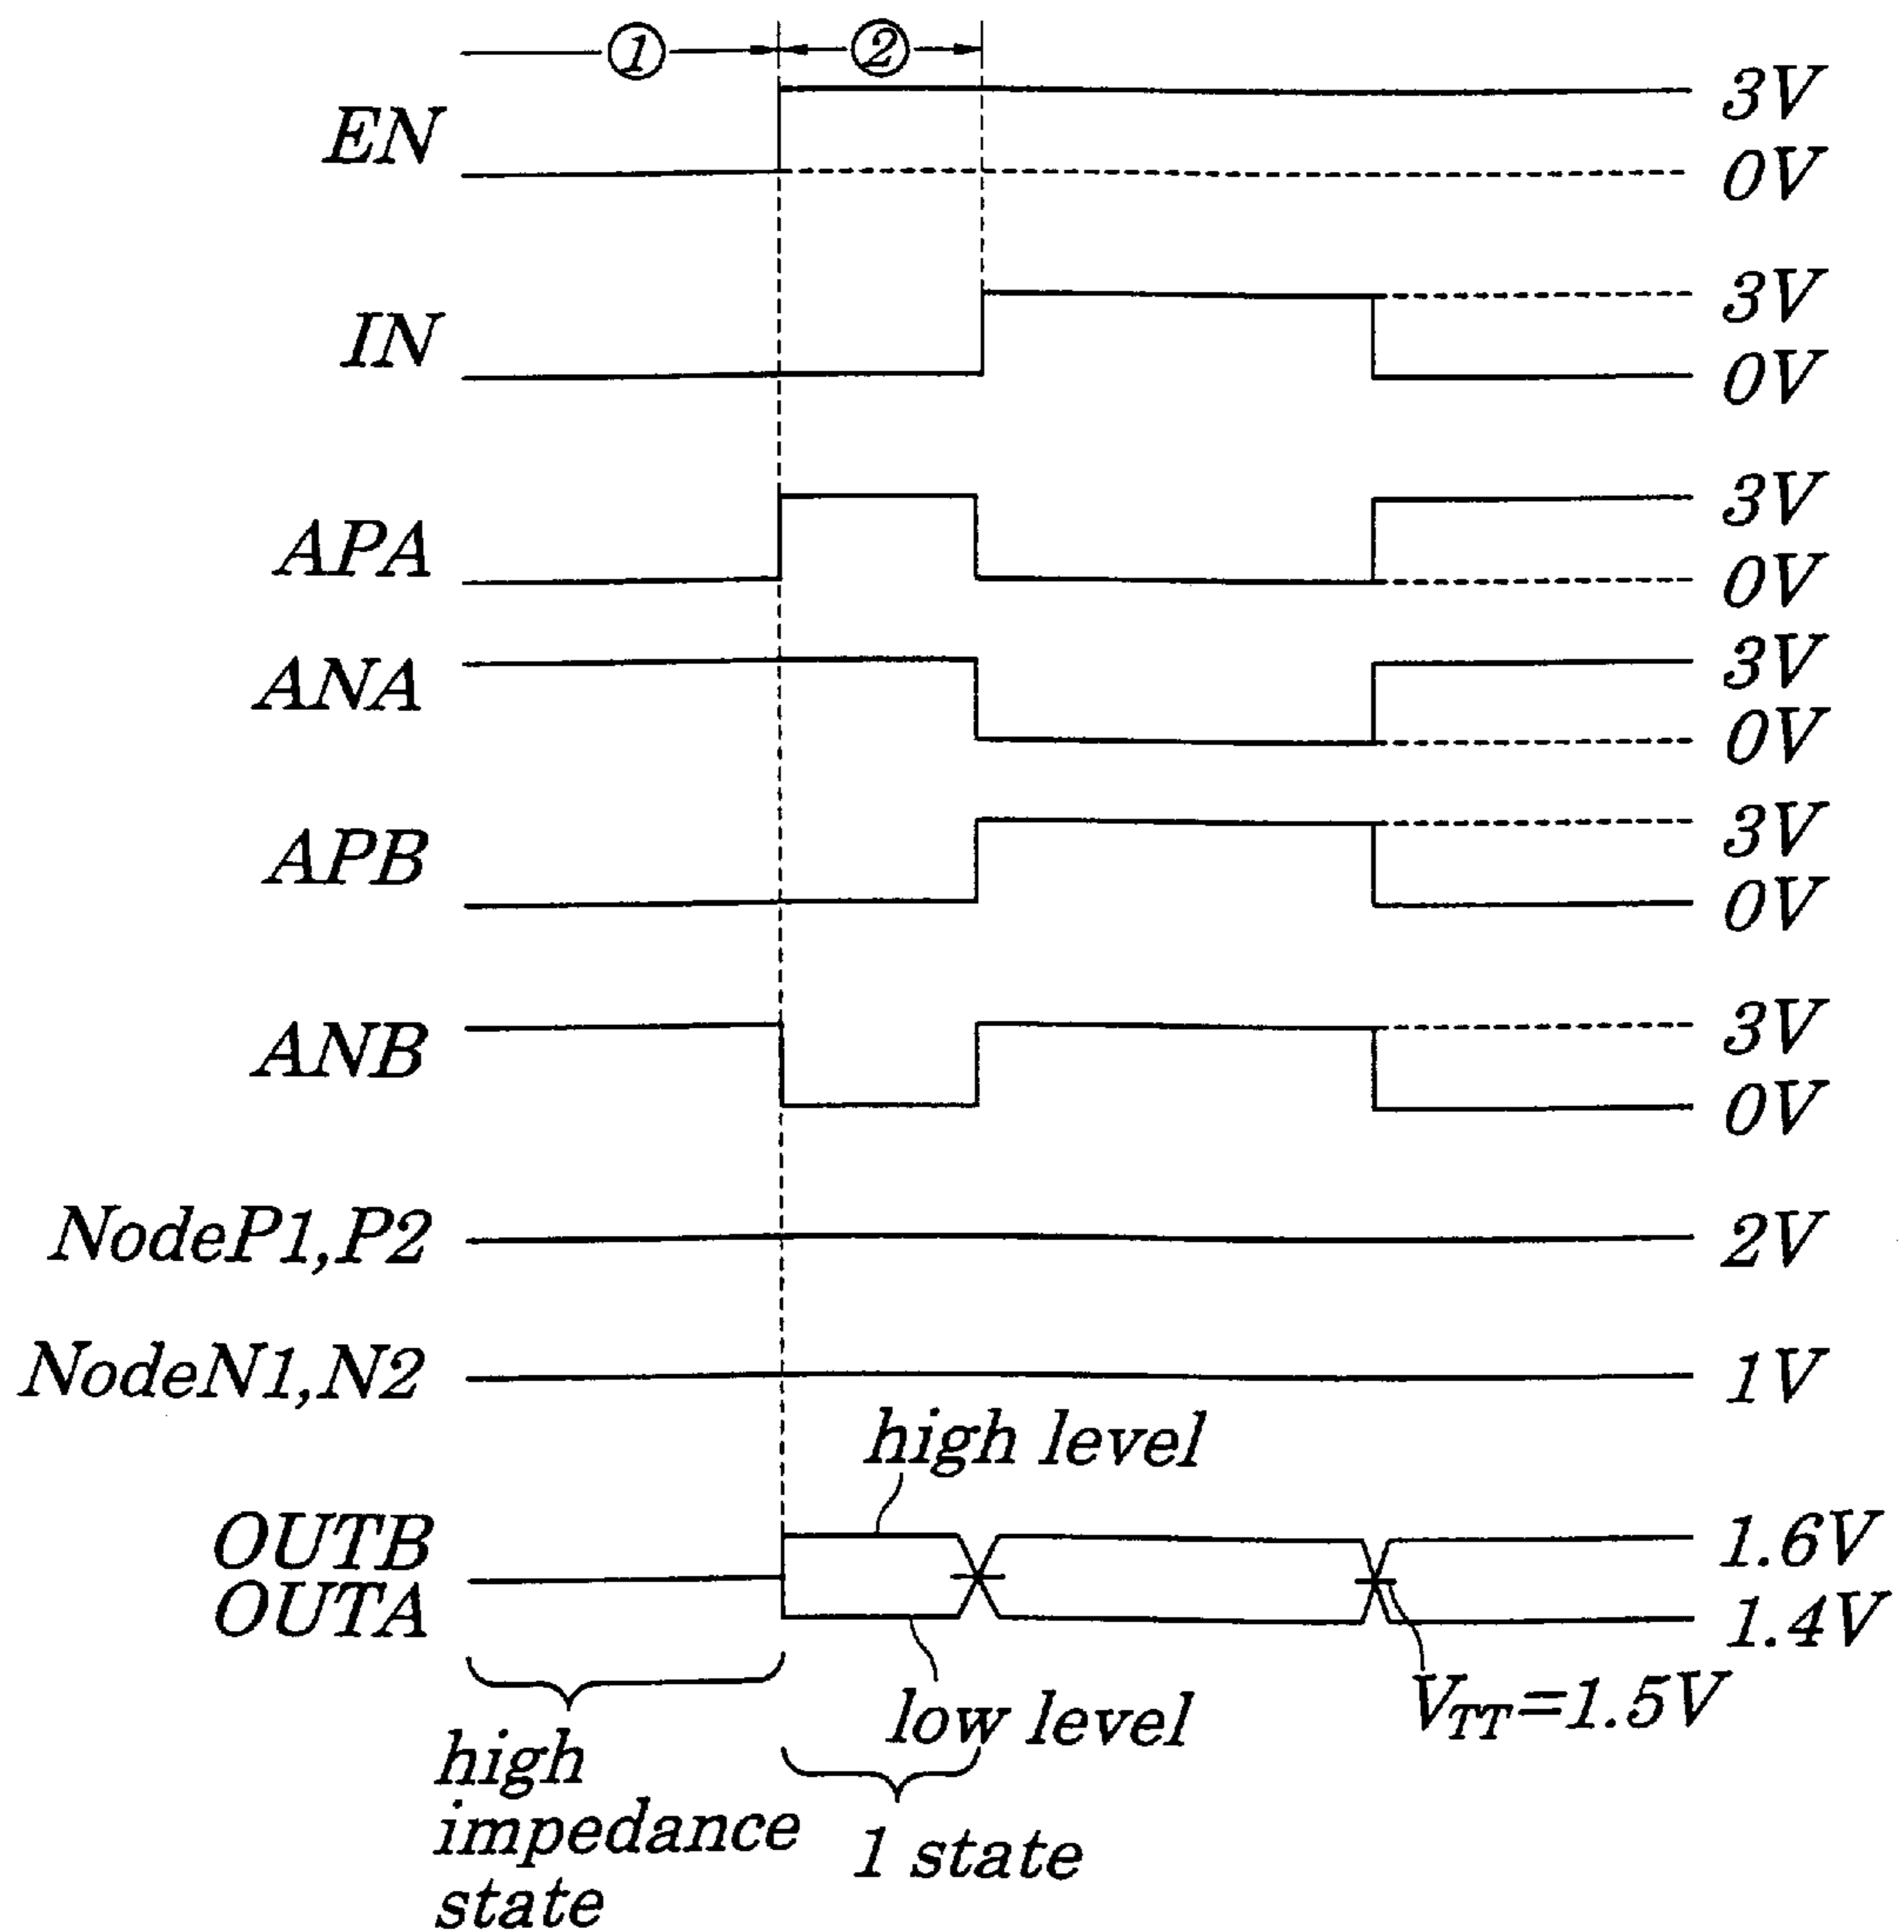 ① ②
EN 3V
0V
IN 3V
0V
APA 3V
0V
ANA 3V
0V
APB 3V
0V
ANB 3V
0V
NodeP1,P2 2V
NodeN1,N2 1V
high level
OUTB 1.6V
OUTA 1.4V
low level
VTT=1.5V
high
impedance
state
1 state